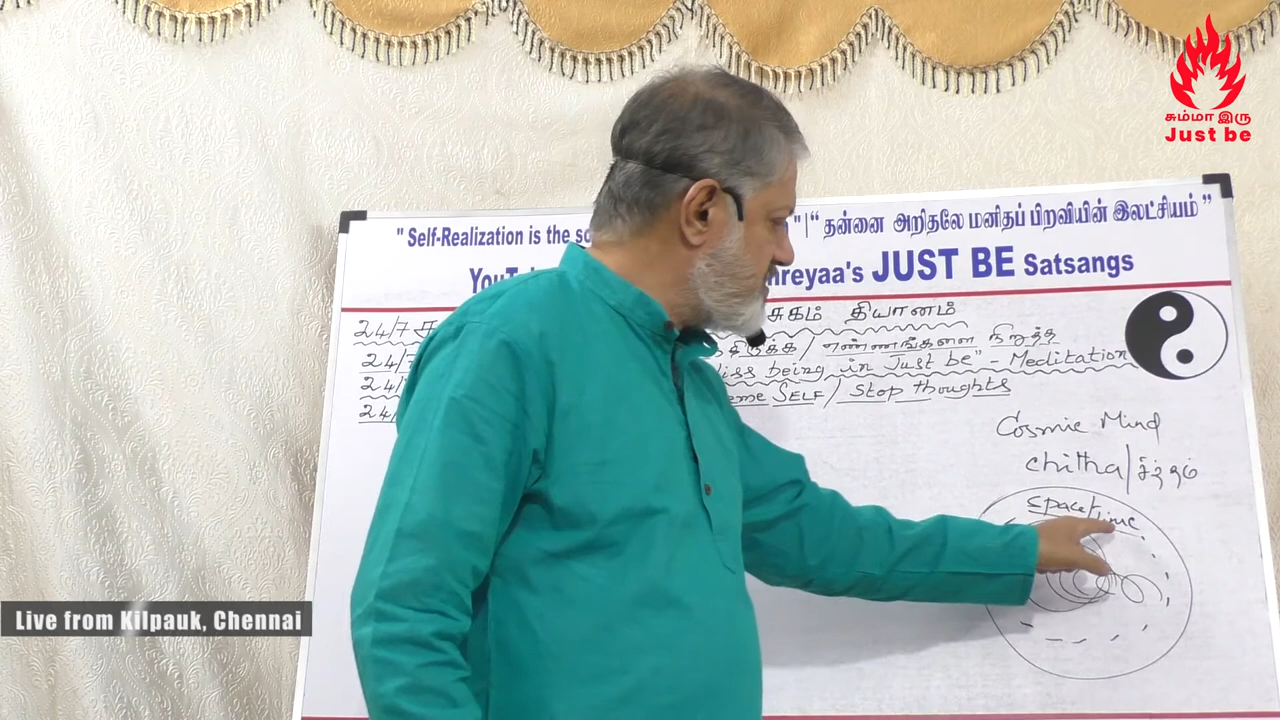 சும்மா இரு
Just be
" Self-Realization is the so "|" தன்னை அறிதலே மனிதப் பிறவியின் இலட்சியம் "
YouT hreyaa's JUST BE Satsangs
24/7 சுகம் தியானம்
24/7 / எண்ணங்களை நிறுத்த
24/ being in Just be" - Meditation
24/ SELF / Stop thoughts
Cosmic Mind
chitha/சித்தம்
spacetime
Live from Kilpauk, Chennai